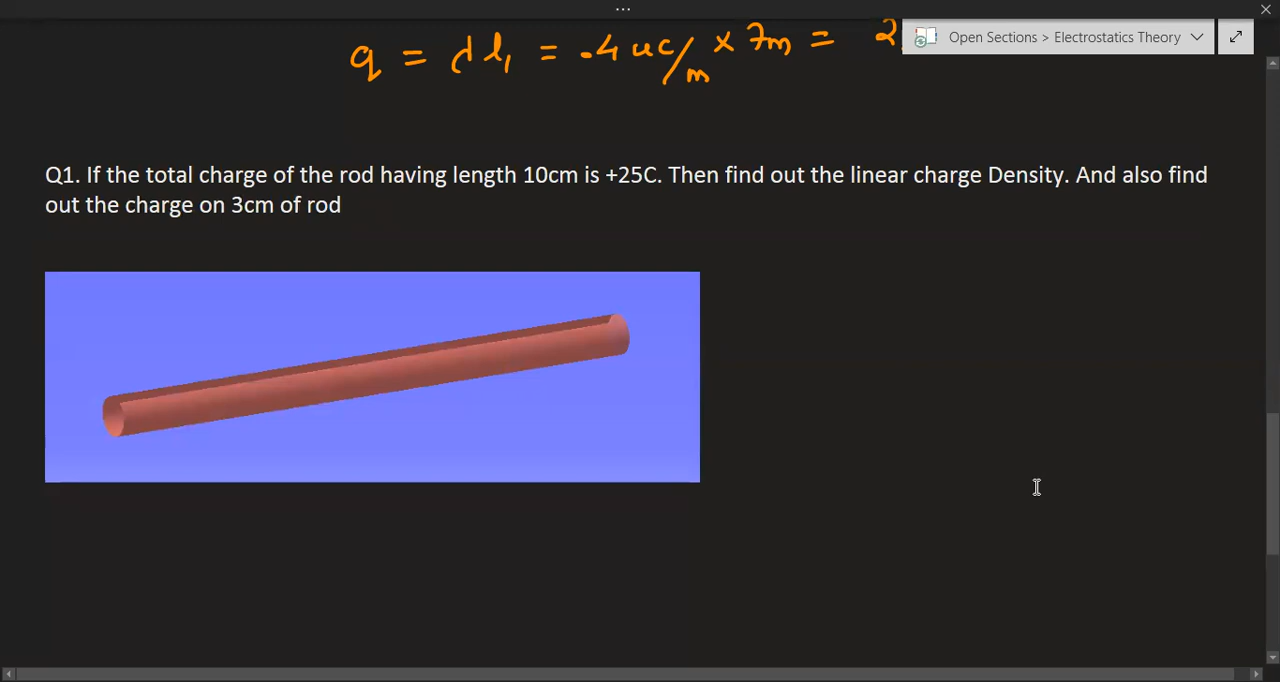 ...
q = λ l₁ = .4 uc/m × 7m = 2.
Open Sections > Electrostatics Theory
Q1. If the total charge of the rod having length 10cm is +25C. Then find out the linear charge Density. And also find
out the charge on 3cm of rod